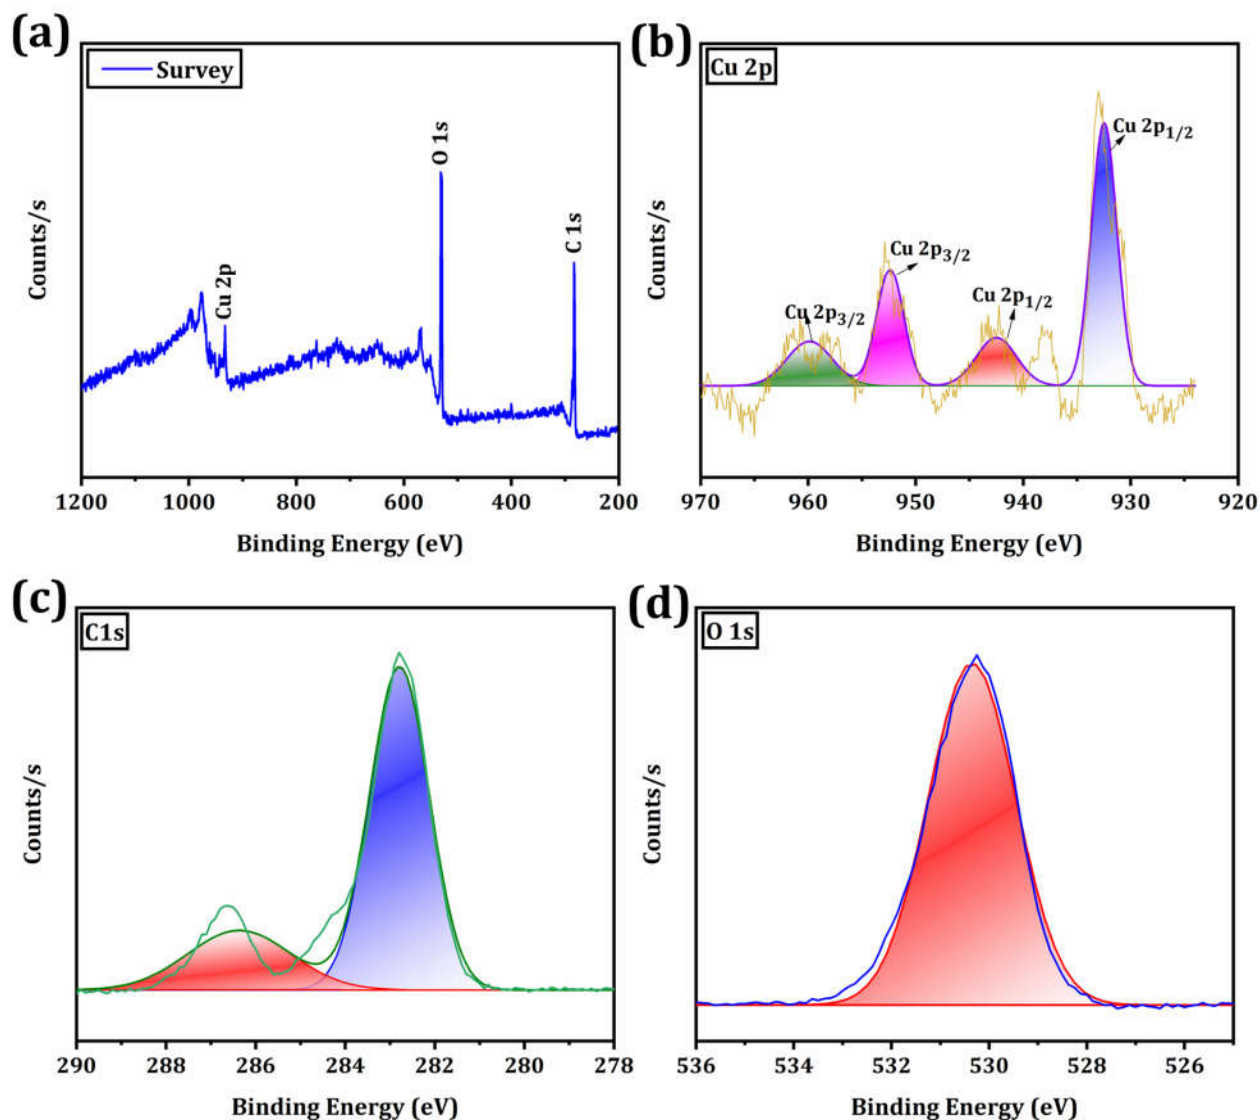 (a)
Survey
Counts/s
Cu 2p
O 1s
C 1s
1200 1000 800 600 400 200
Binding Energy (eV)
(b)
Cu 2p
Counts/s
Cu 2p1/2
Cu 2p3/2
Cu 2p1/2
Cu 2p3/2
970 960 950 940 930 920
Binding Energy (eV)
(c)
C1s
Counts/s
290 288 286 284 282 280 278
Binding Energy (eV)
(d)
O 1s
Counts/s
536 534 532 530 528 526
Binding Energy (eV)